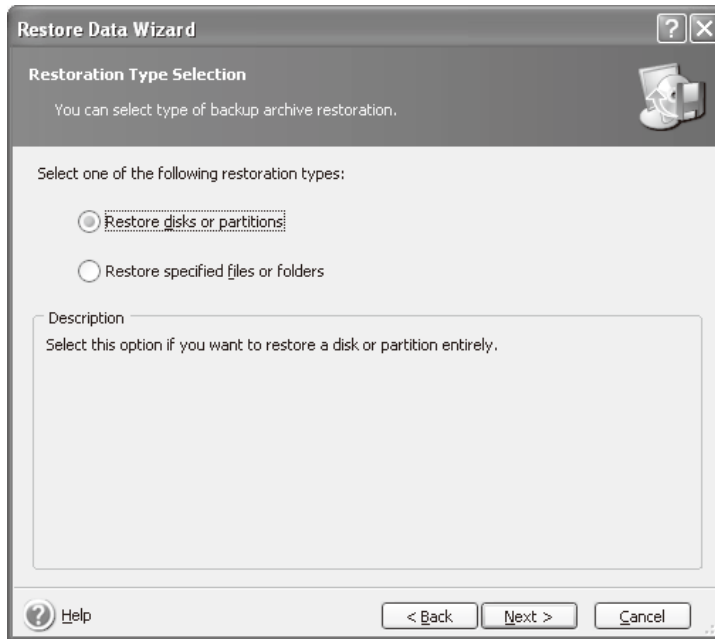 Restore Data Wizard
Restoration Type Selection
You can select type of backup archive restoration.
Select one of the following restoration types:
Restore disks or partitions
Restore specified files or folders
Description
Select this option if you want to restore a disk or partition entirely.
Help
< Back
Next >
Cancel